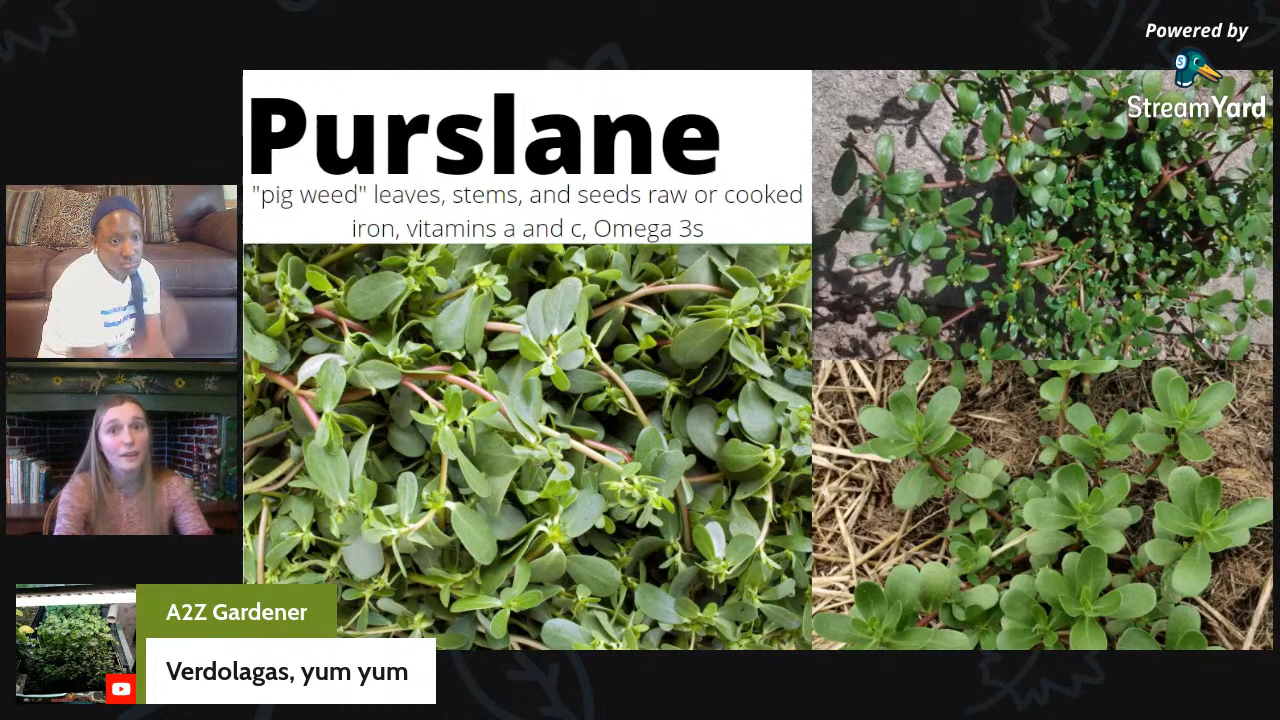 Powered by
StreamYard
Purslane
"pig weed" leaves, stems, and seeds raw or cooked
iron, vitamins a and c, Omega 3s
A2Z Gardener
Verdolagas, yum yum